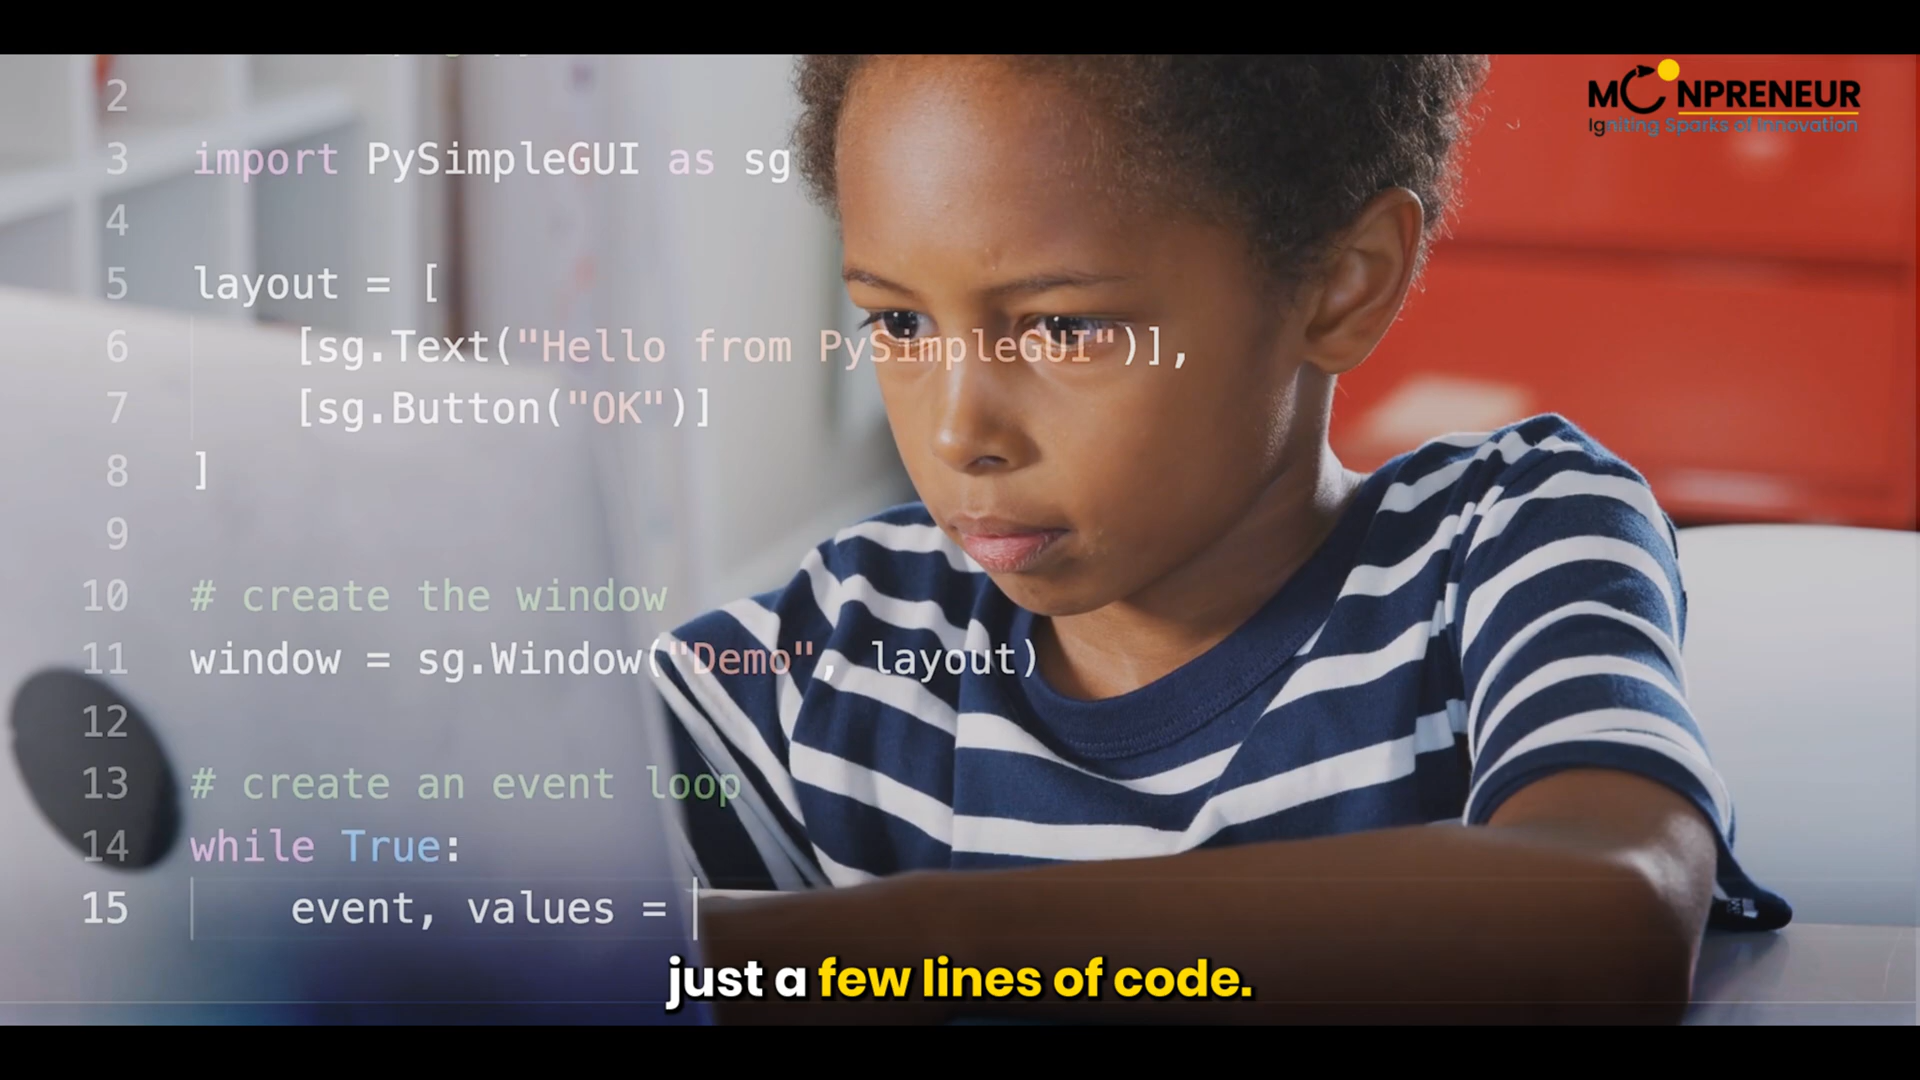 MOONPRENEUR
Igniting Sparks of Innovation
2
3 import PySimpleGUI as sg
4
5 layout = [
6 [sg.Text("Hello from PySimpleGUI")],
7 [sg.Button("OK")]
8 ]
9
10 # create the window
11 window = sg.Window("Demo", layout)
12
13 # create an event loop
14 while True:
15 event, values =
just a few lines of code.